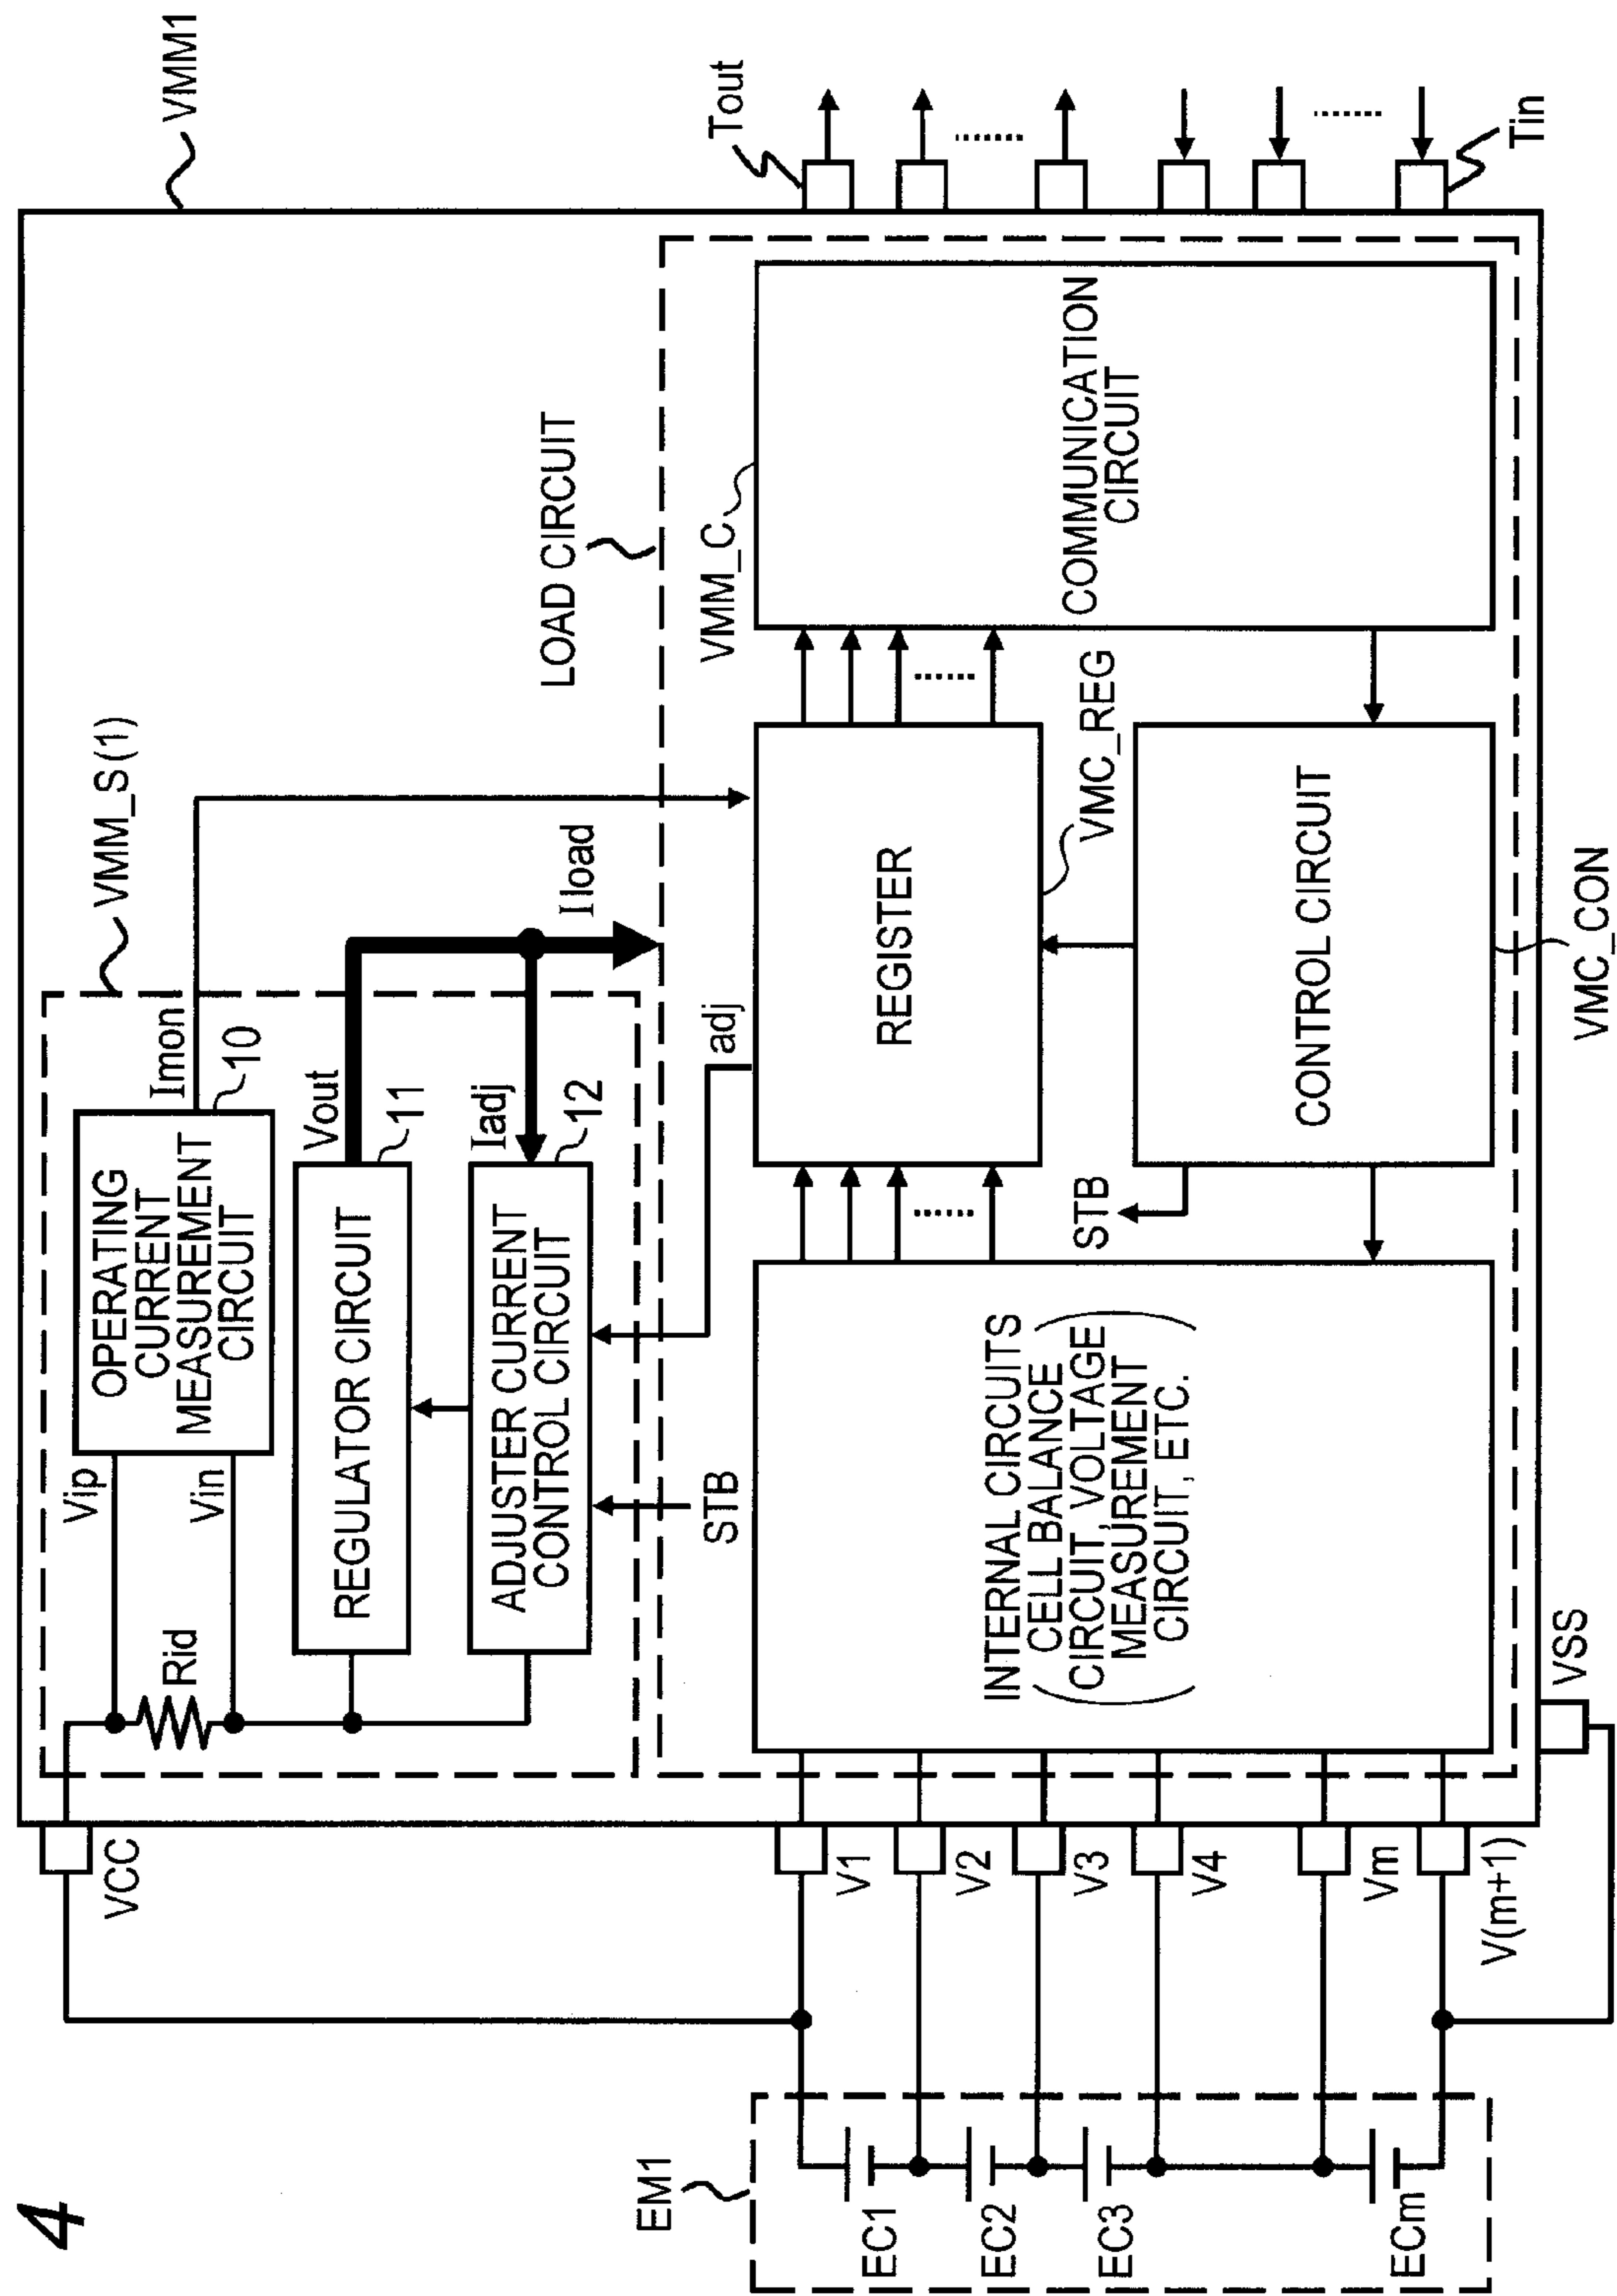 4
VMM1
VMM_S(1)
VCC
Rid
Vip
Vin
OPERATING
CURRENT
MEASUREMENT
CIRCUIT
Imon
10
REGULATOR CIRCUIT
Vout
11
ADJUSTER CURRENT
CONTROL CIRCUIT
Iadj
12
Iload
STB
adj
LOAD CIRCUIT
EM1
EC1
EC2
EC3
ECm
V1
V2
V3
V4
Vm
V(m+1)
VSS
INTERNAL CIRCUITS
(CELL BALANCE
CIRCUIT, VOLTAGE
MEASUREMENT
CIRCUIT, ETC.)
STB
REGISTER
VMC_REG
CONTROL CIRCUIT
VMC_CON
VMM_C
COMMUNICATION
CIRCUIT
Tout
Tin